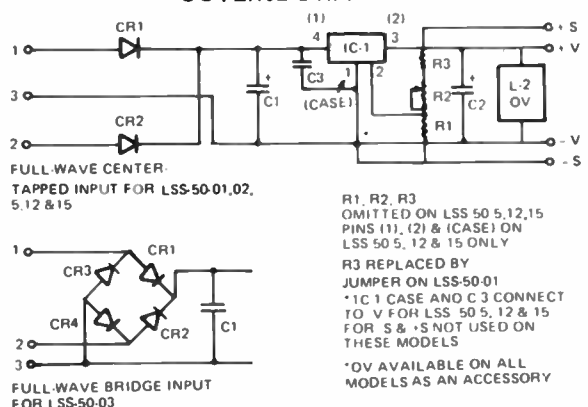 CR1
(1)
(2)
+ S
1
4
IC-1
3
+ V
R3
3
C1
+
C3
1
2
(CASE)
R2
+
C2
L-2
OV
CR2
R1
2
- V
- S
FULL-WAVE CENTER-
TAPPED INPUT FOR LSS-50-01,02,
5,12 &15
1
CR3
CR1
CR4
CR2
C1
2
3
FULL-WAVE BRIDGE INPUT
FOR LSS-50-03
R1, R2, R3
OMITTED ON LSS 50 5,12,15
PINS (1), (2) & (CASE) ON
LSS 50 5, 12 & 15 ONLY
R3 REPLACED BY
JUMPER ON LSS-50-01
*IC 1 CASE AND C 3 CONNECT
TO V FOR LSS 50 5, 12 & 15
FOR S & +S NOT USED ON
THESE MODELS
*OV AVAILABLE ON ALL
MODELS AS AN ACCESSORY